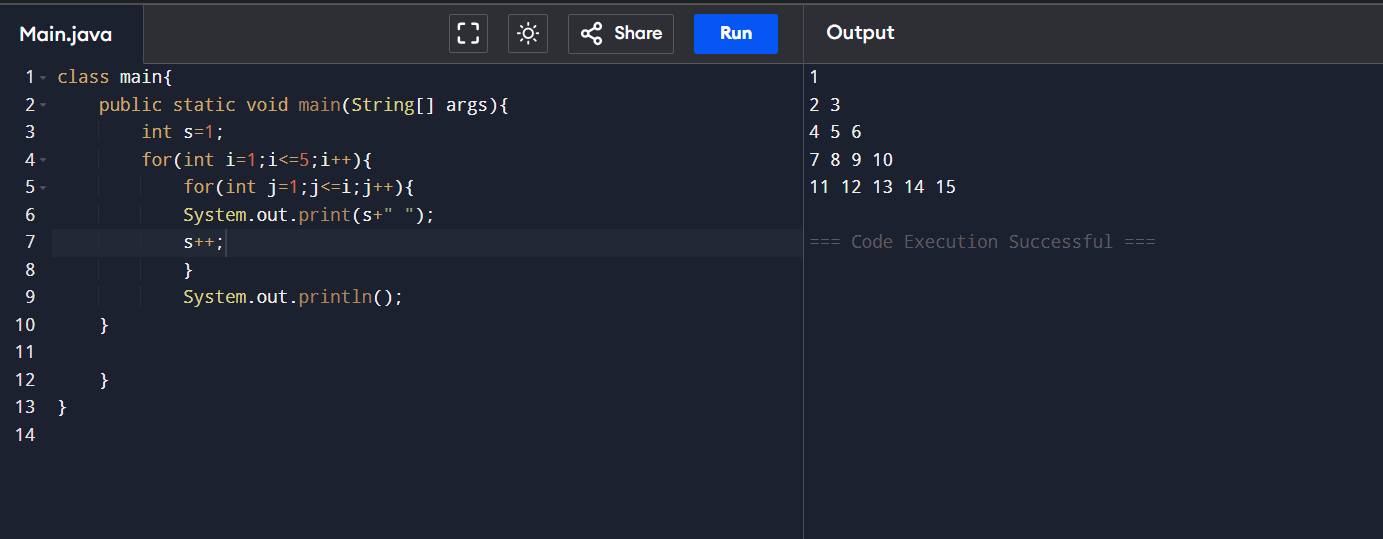 Main.java Share Run Output
1 class main{
2 public static void main(String[] args){
3 int s=1;
4 for(int i=1;i<=5;i++){
5 for(int j=1;j<=i;j++){
6 System.out.print(s+" ");
7 s++;
8 }
9 System.out.println();
10 }
11
12 }
13 }
14
1
2 3
4 5 6
7 8 9 10
11 12 13 14 15
=== Code Execution Successful ===